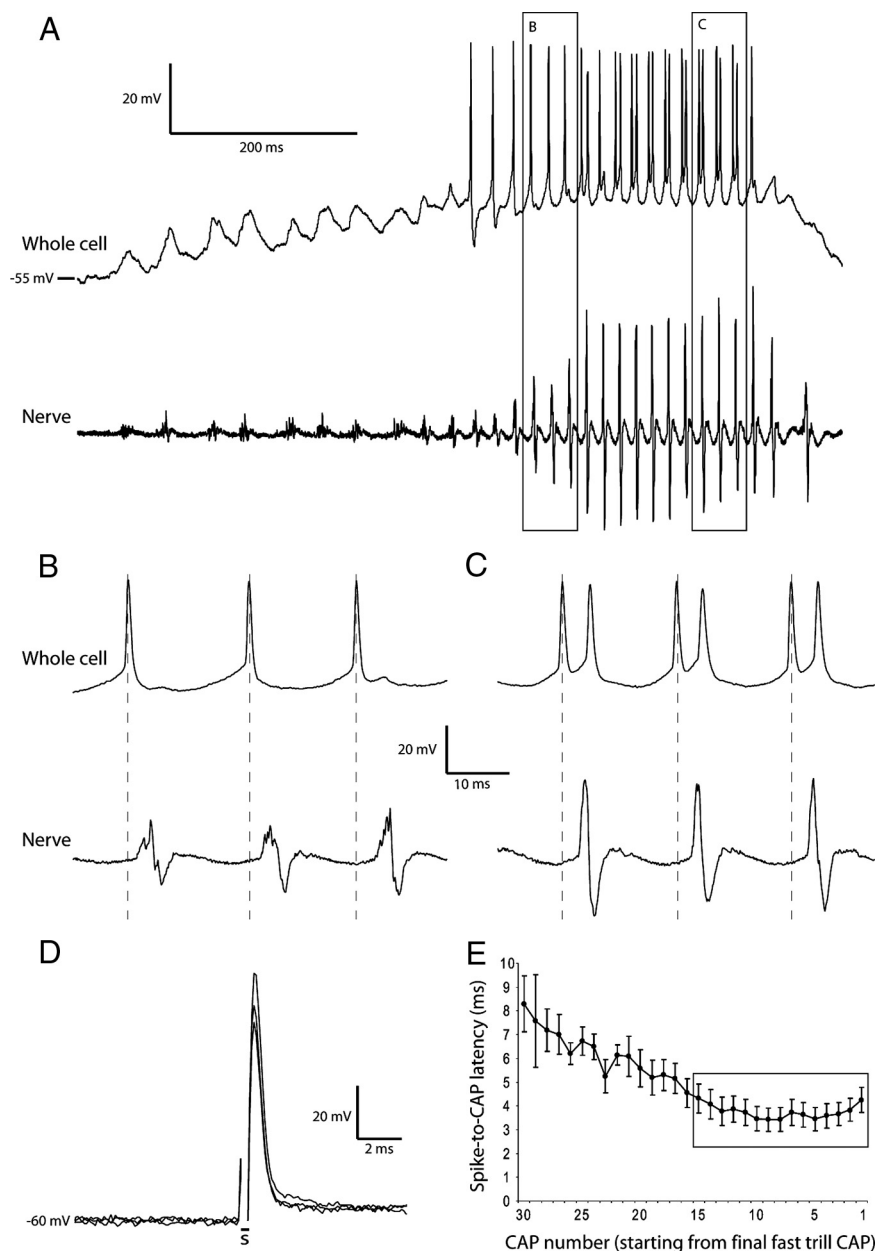 A
B
C
20 mV
200 ms
Whole cell
-55 mV
Nerve
B
C
Whole cell
20 mV
10 ms
Nerve
D
20 mV
2 ms
-60 mV
S
E
Spike-to-CAP latency (ms)
10
9
8
7
6
5
4
3
2
1
0
30 25 20 15 10 5 1
CAP number (starting from final fast trill CAP)